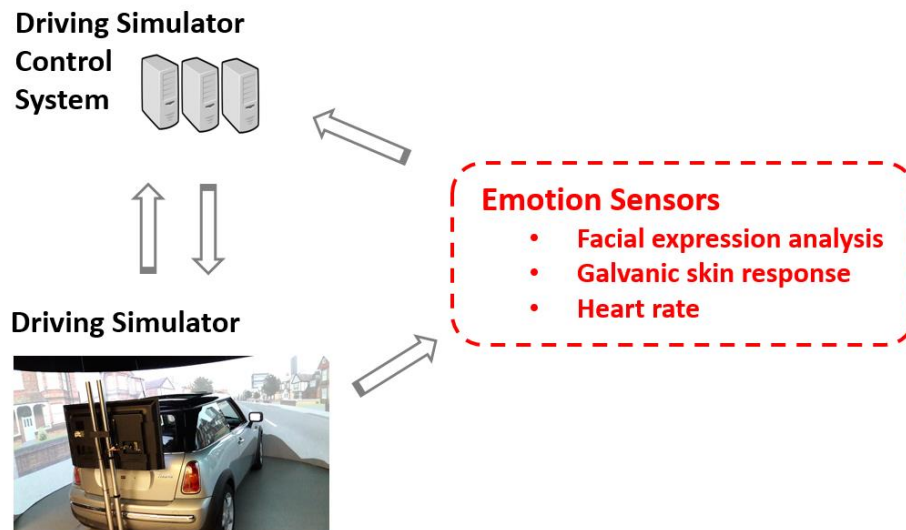 Driving Simulator
Control
System
Emotion Sensors
• Facial expression analysis
• Galvanic skin response
• Heart rate
Driving Simulator